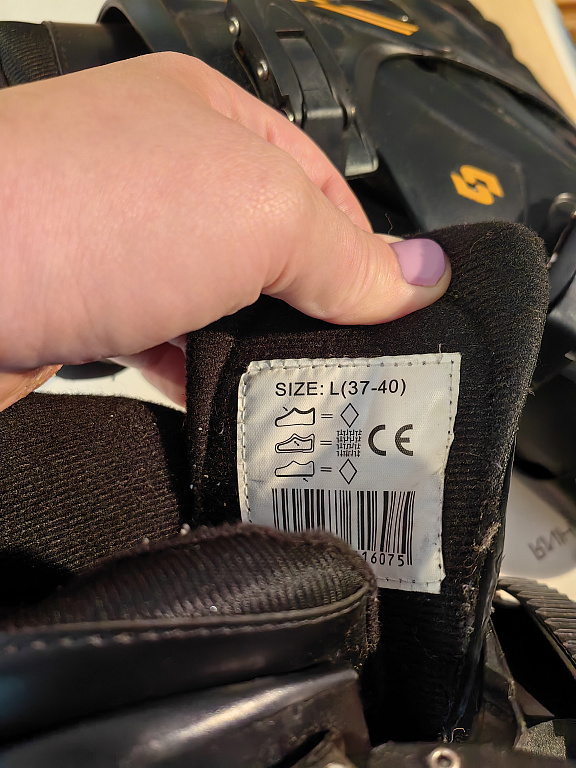 SIZE: L(37-40)
=
=
CE
=
16075